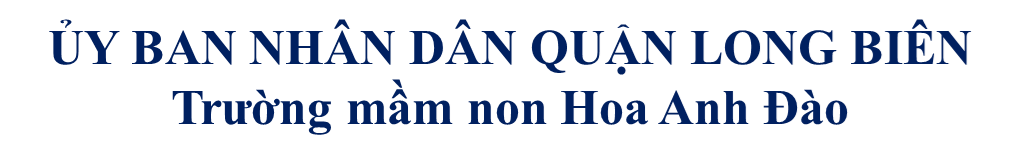 ỦY BAN NHÂN DÂN QUẬN LONG BIÊN
Trường mầm non Hoa Anh Đào